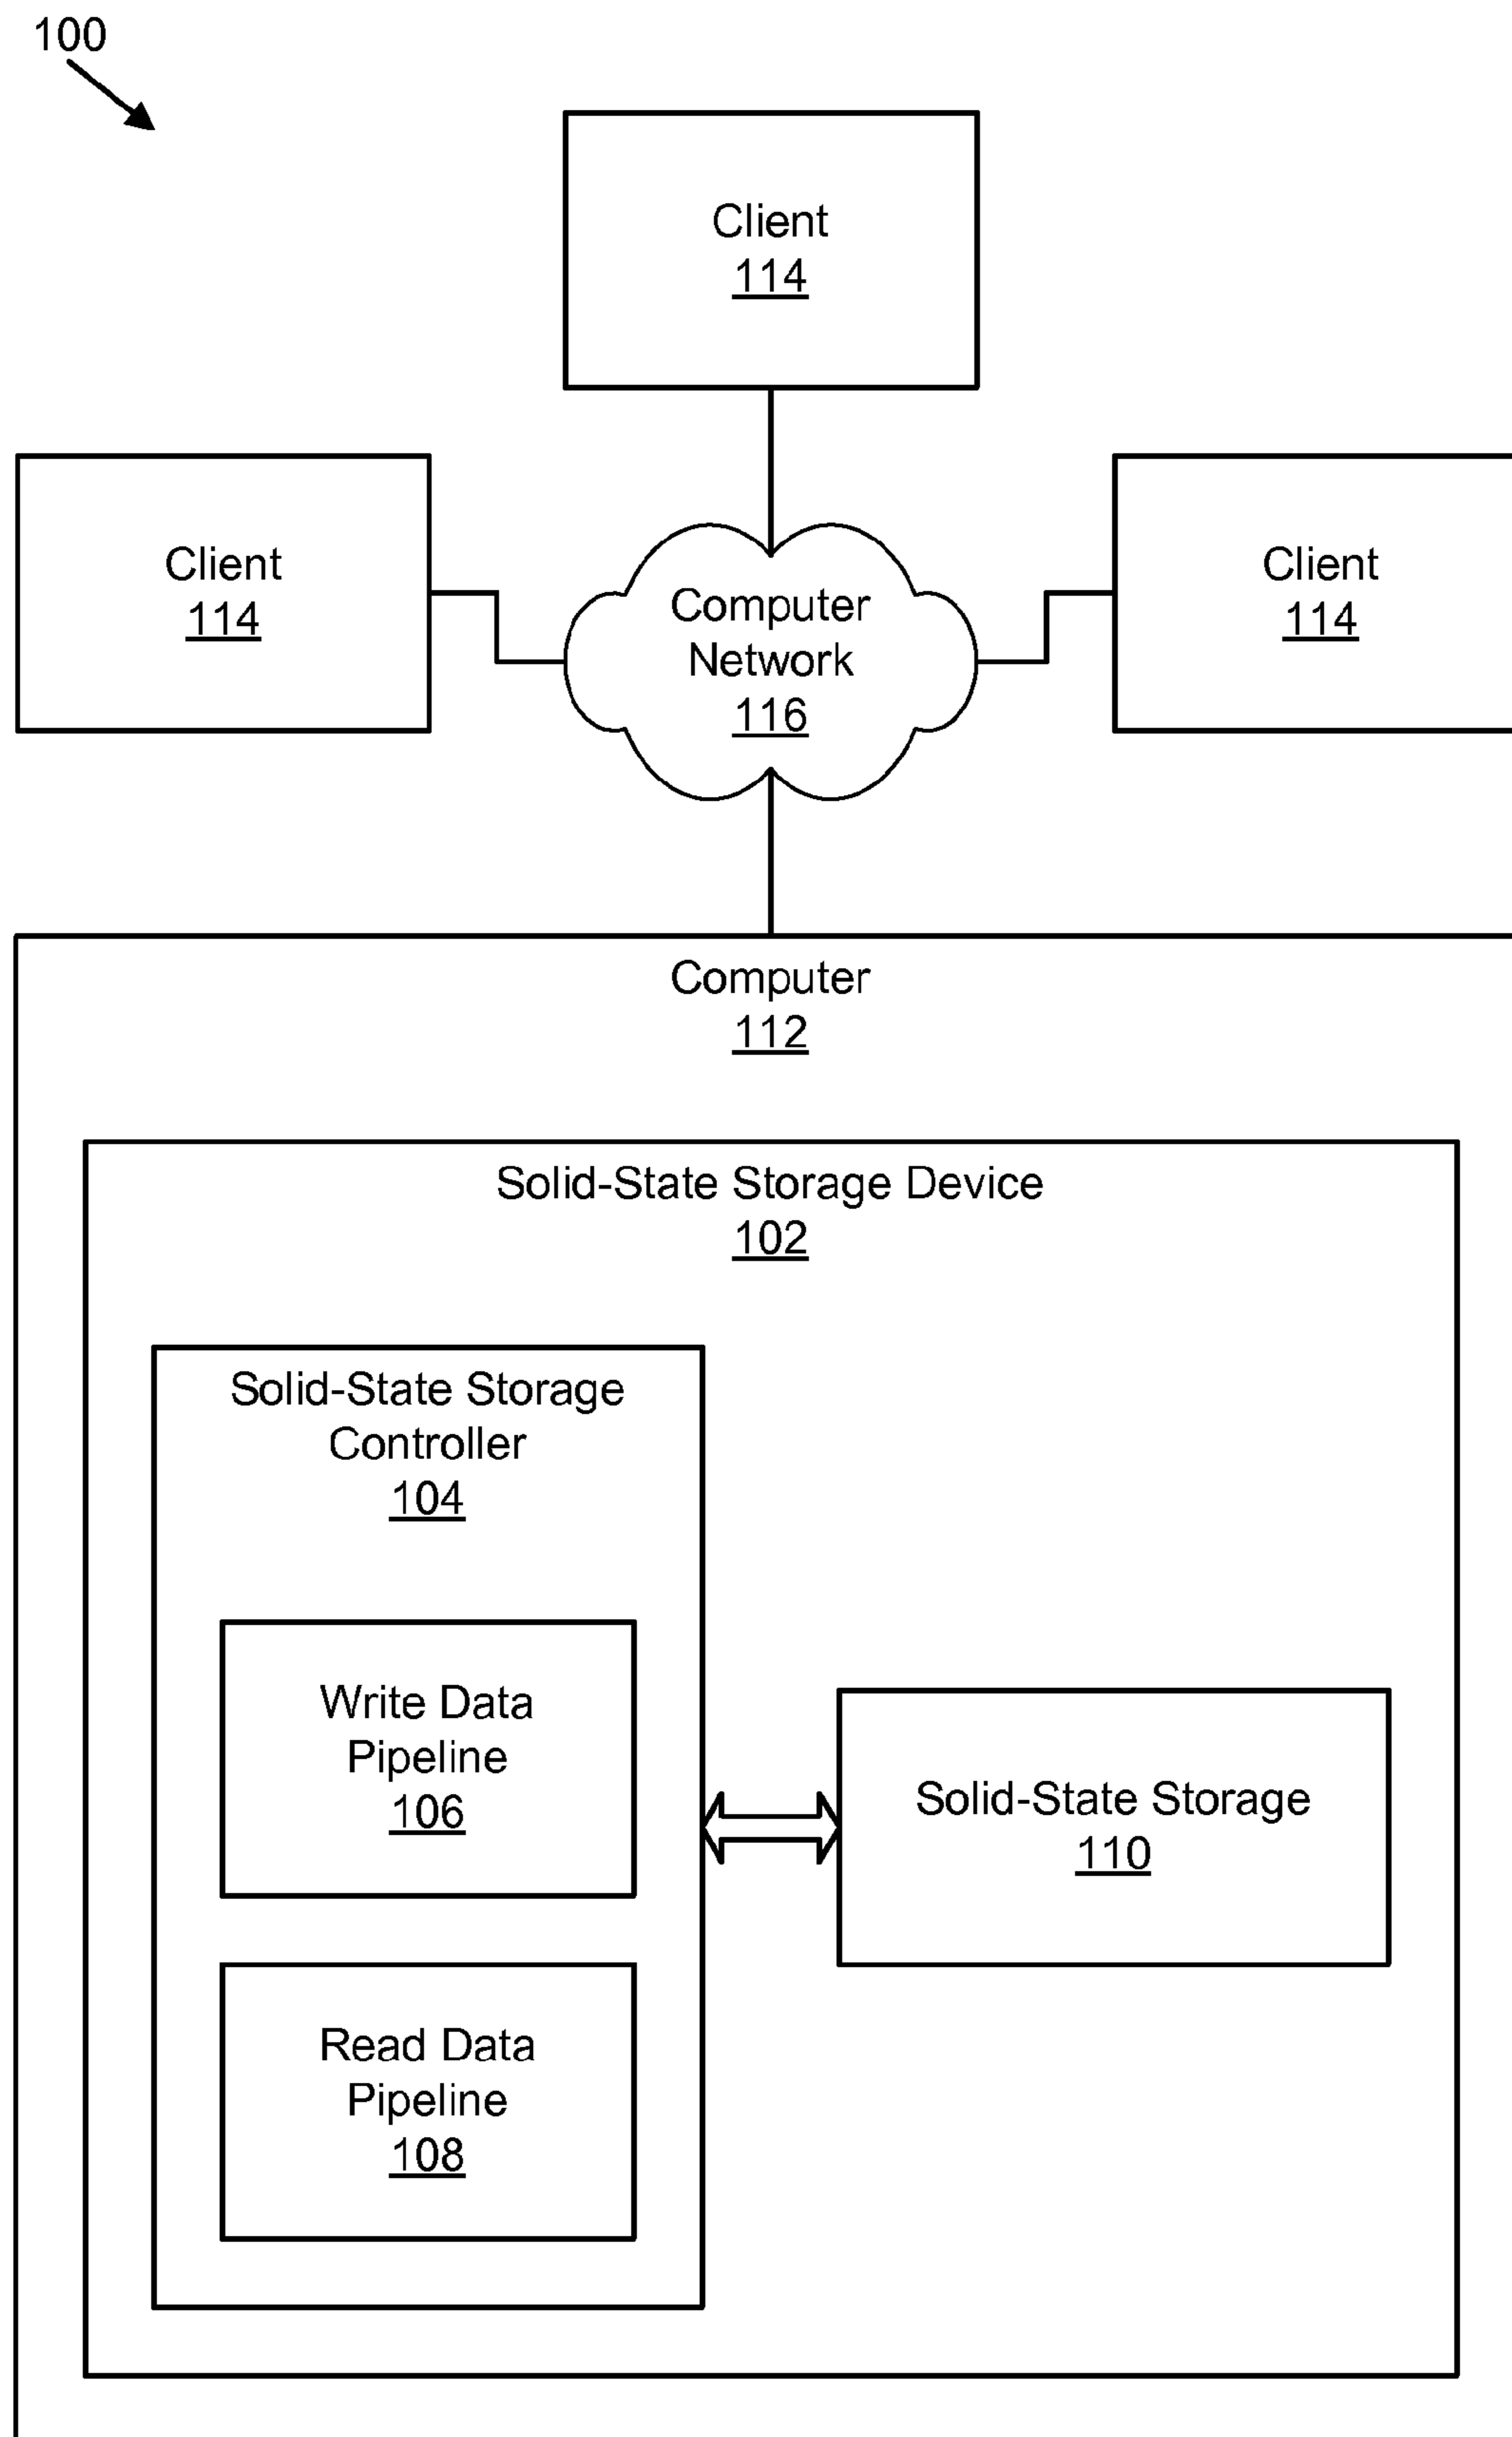 100
Client
114
Client
114
Client
114
Computer
Network
116
Computer
112
Solid-State Storage Device
102
Solid-State Storage
Controller
104
Write Data
Pipeline
106
Solid-State Storage
110
Read Data
Pipeline
108